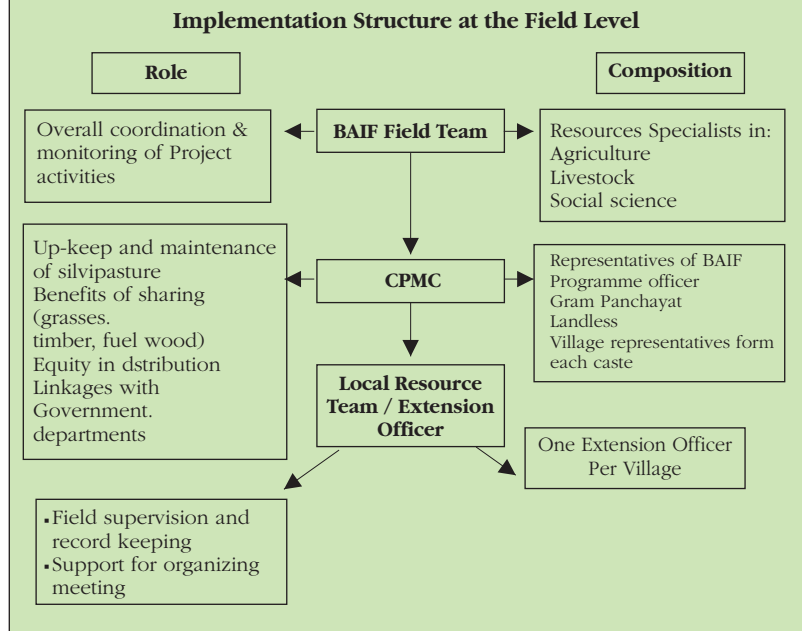 Implementation Structure at the Field Level
Role
Composition
Overall coordination &
monitoring of Project
activities
BAIF Field Team
Resources Specialists in:
Agriculture
Livestock
Social science
Up-keep and maintenance
of silvipasture
Benefits of sharing
(grasses.
timber, fuel wood)
Equity in dstribution
Linkages with
Government.
departments
CPMC
Representatives of BAIF
Programme officer
Gram Panchayat
Landless
Village representatives form
each caste
Local Resource
Team / Extension
Officer
One Extension Officer
Per Village
▪Field supervision and
record keeping
▪Support for organizing
meeting